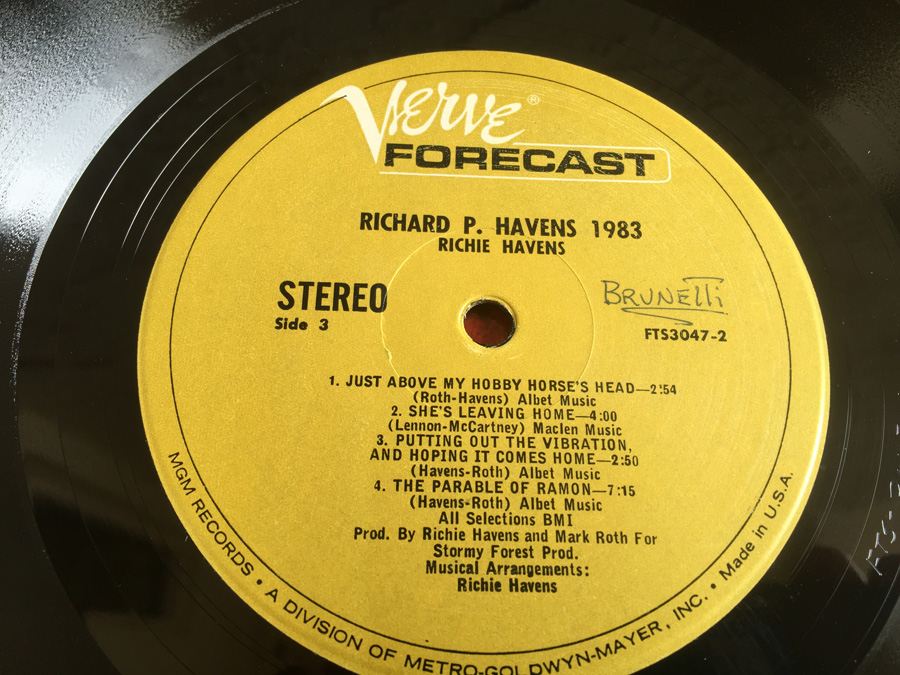 Verve®
FORECAST
RICHARD P. HAVENS 1983
RICHIE HAVENS
STEREO
Side 3
BRUNETTI
FTS3047-2
1. JUST ABOVE MY HOBBY HORSE'S HEAD—2:54
(Roth-Havens) Albet Music
2. SHE'S LEAVING HOME—4:00
(Lennon-McCartney) Maclen Music
3. PUTTING OUT THE VIBRATION,
AND HOPING IT COMES HOME—2:50
(Havens-Roth) Albet Music
4. THE PARABLE OF RAMON—7:15
(Havens-Roth) Albet Music
All Selections BMI
Prod. By Richie Havens and Mark Roth For
Stormy Forest Prod.
Musical Arrangements:
Richie Havens
MGM RECORDS • A DIVISION OF METRO-GOLDWYN-MAYER, INC. • Made in U.S.A.